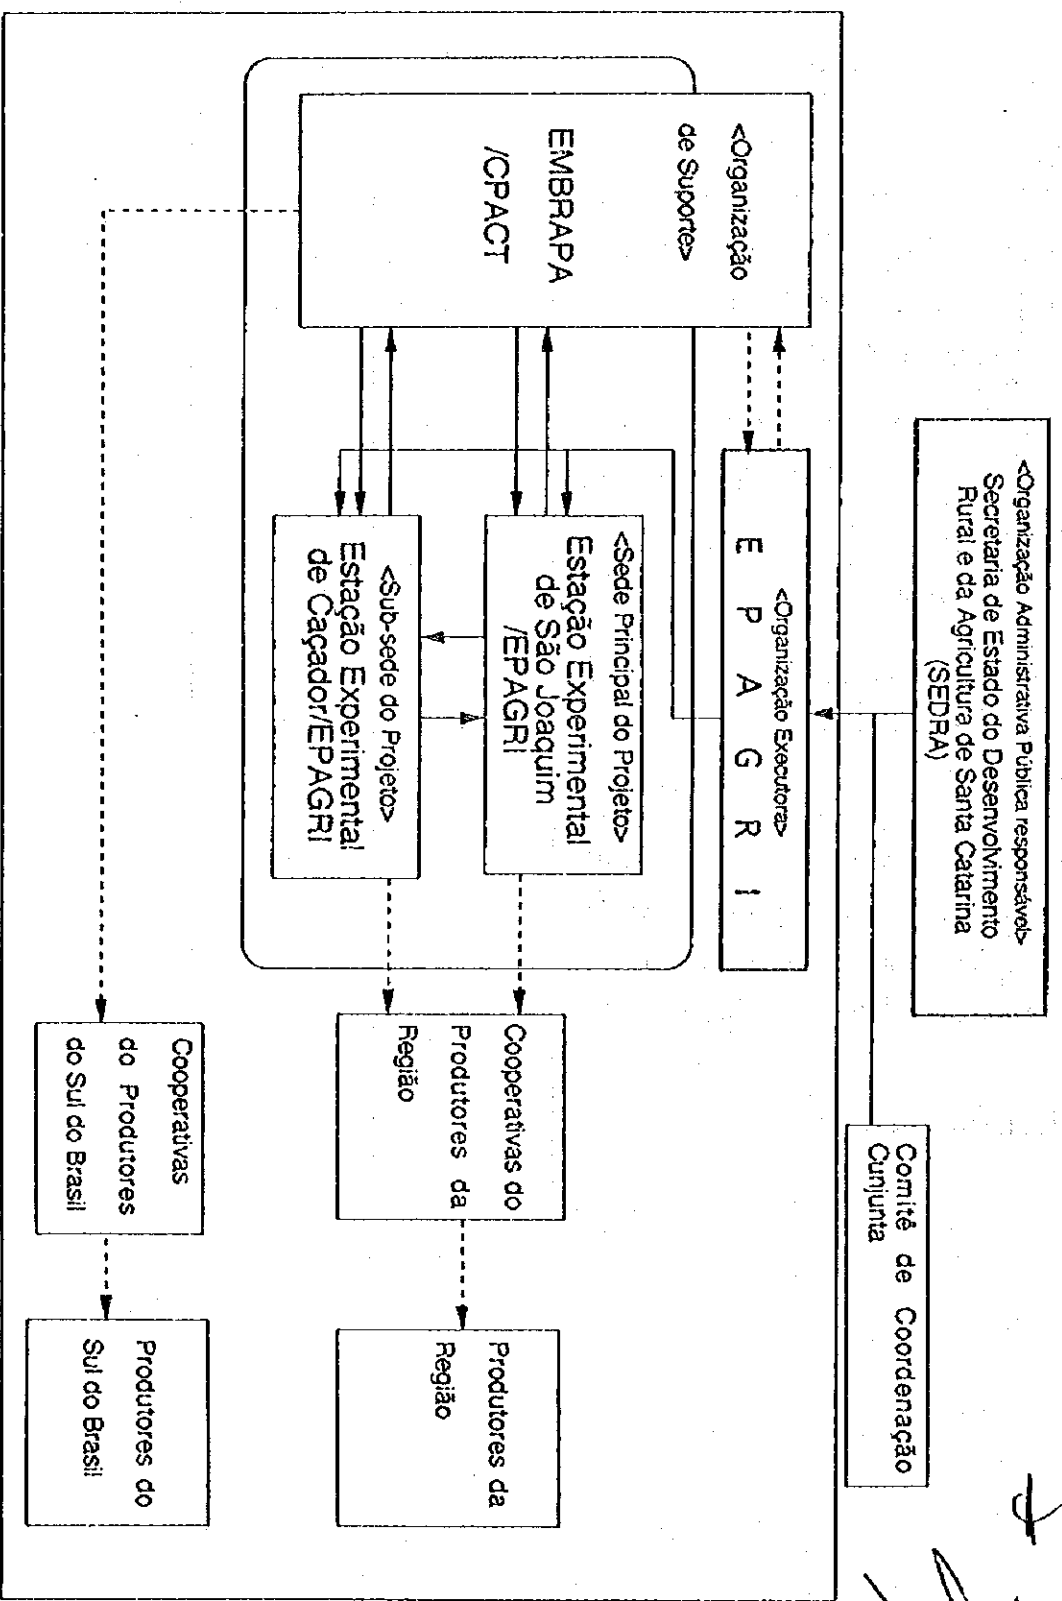 <Organização Administrativa Pública responsável>
Secretaria de Estado do Desenvolvimento
Rural e da Agricultura de Santa Catarina
(SEDRA)
Comitê de Coordenação
Cunjunta
<Organização
de Suporte>
EMBRAPA
/CPACT
<Organização Executora>
E P A G R I
<Sede Principal do Projeto>
Estação Experimental
de São Joaquim
/EPAGRI
<Sub-sede do Projeto>
Estação Experimental
de Caçador/EPAGRI
Cooperativas do
Produtores da
Região
Produtores da
Região
Cooperativas
do Produtores
do Sul do Brasil
Produtores do
Sul do Brasil